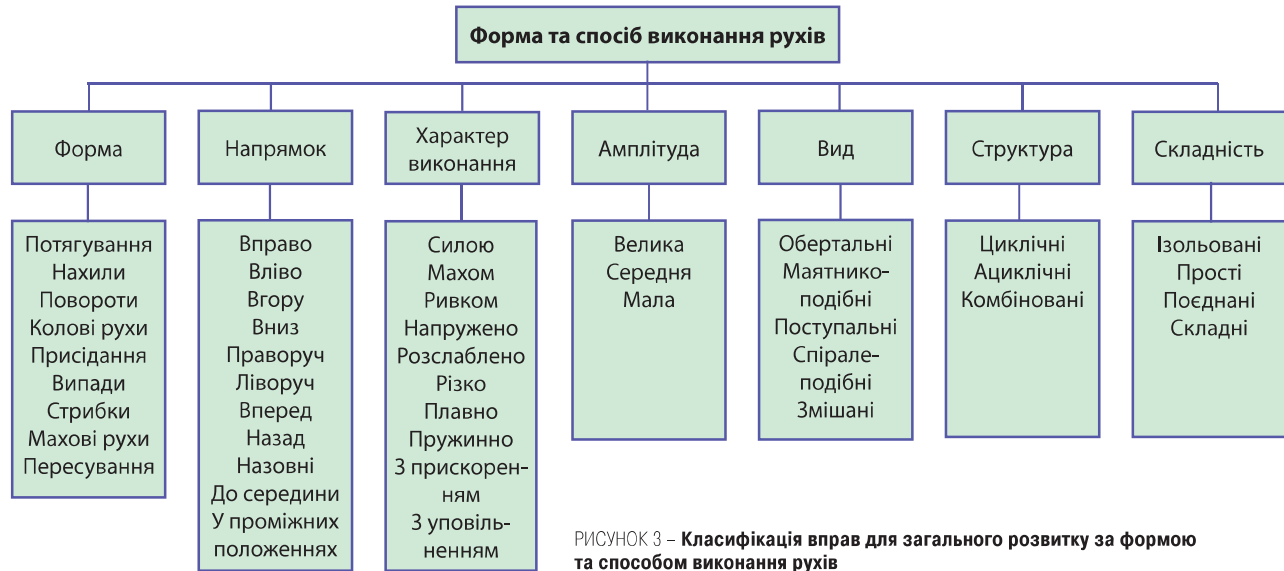 Форма та спосіб виконання рухів
Форма
Напрямок
Характер
виконання
Амплітуда
Вид
Структура
Складність
Потягування
Нахили
Повороти
Колові рухи
Присідання
Випади
Стрибки
Махові рухи
Пересування
Вправо
Вліво
Вгору
Вниз
Праворуч
Ліворуч
Вперед
Назад
Назовні
До середини
У проміжних
положеннях
Силою
Махом
Ривком
Напружено
Розслаблено
Різко
Плавно
Пружинно
З прискорен-
ням
З уповіль-
ненням
Велика
Середня
Мала
Обертальні
Маятнико-
подібні
Поступальні
Спірале-
подібні
Змішані
Циклічні
Ациклічні
Комбіновані
Ізольовані
Прості
Поєднані
Складні
РИСУНОК 3 – Класифікація вправ для загального розвитку за формою
та способом виконання рухів